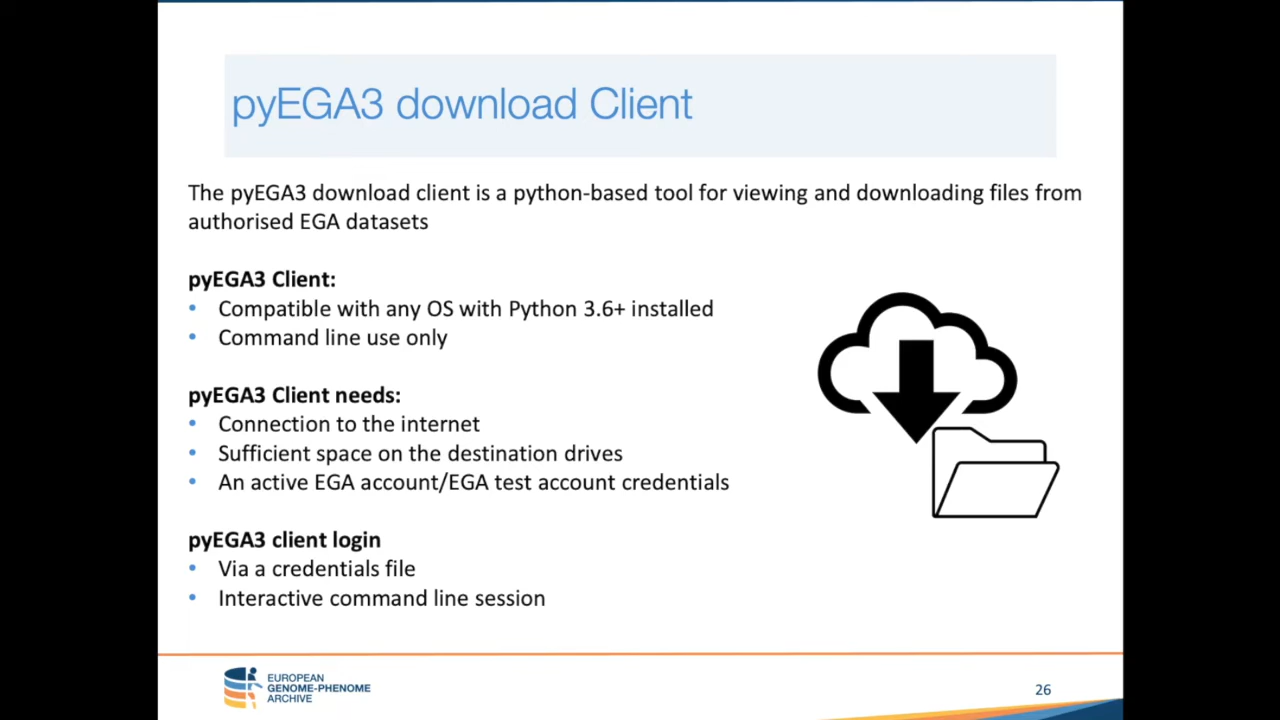 pyEGA3 download Client
The pyEGA3 download client is a python-based tool for viewing and downloading files from
authorised EGA datasets
pyEGA3 Client:
• Compatible with any OS with Python 3.6+ installed
• Command line use only
pyEGA3 Client needs:
• Connection to the internet
• Sufficient space on the destination drives
• An active EGA account/EGA test account credentials
pyEGA3 client login
• Via a credentials file
• Interactive command line session
EUROPEAN
GENOME-PHENOME
ARCHIVE
26